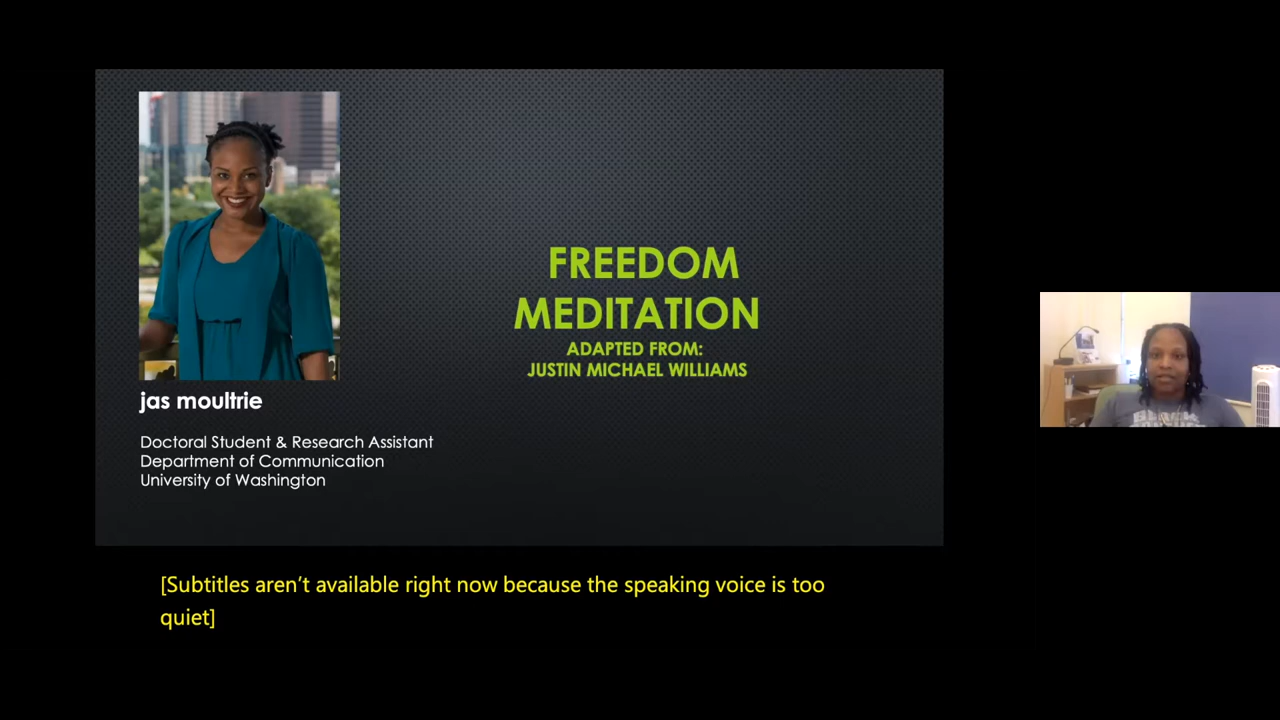 FREEDOM
MEDITATION
ADAPTED FROM:
JUSTIN MICHAEL WILLIAMS
jas moultrie
Doctoral Student & Research Assistant
Department of Communication
University of Washington
[Subtitles aren’t available right now because the speaking voice is too
quiet]